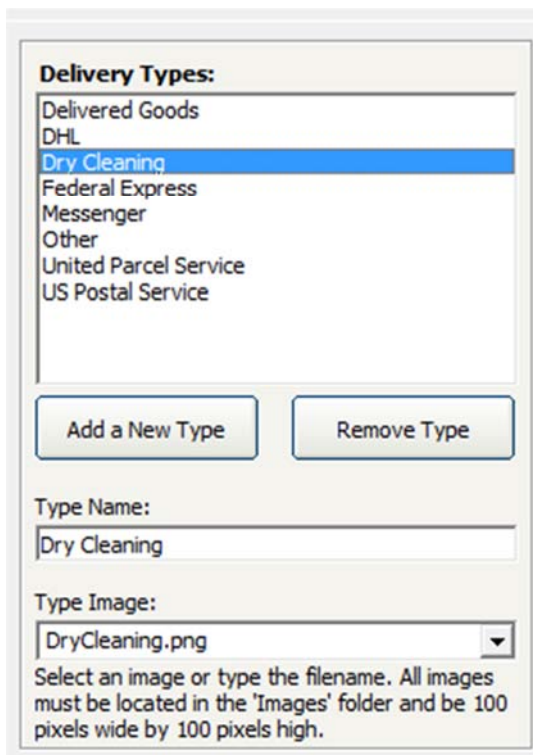 Delivery Types:
Delivered Goods
DHL
Dry Cleaning
Federal Express
Messenger
Other
United Parcel Service
US Postal Service
Add a New Type
Remove Type
Type Name:
Dry Cleaning
Type Image:
DryCleaning.png
Select an image or type the filename. All images
must be located in the 'Images' folder and be 100
pixels wide by 100 pixels high.